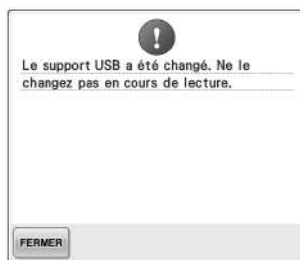 Le support USB a été changé. Ne le
changez pas en cours de lecture.
FERMER